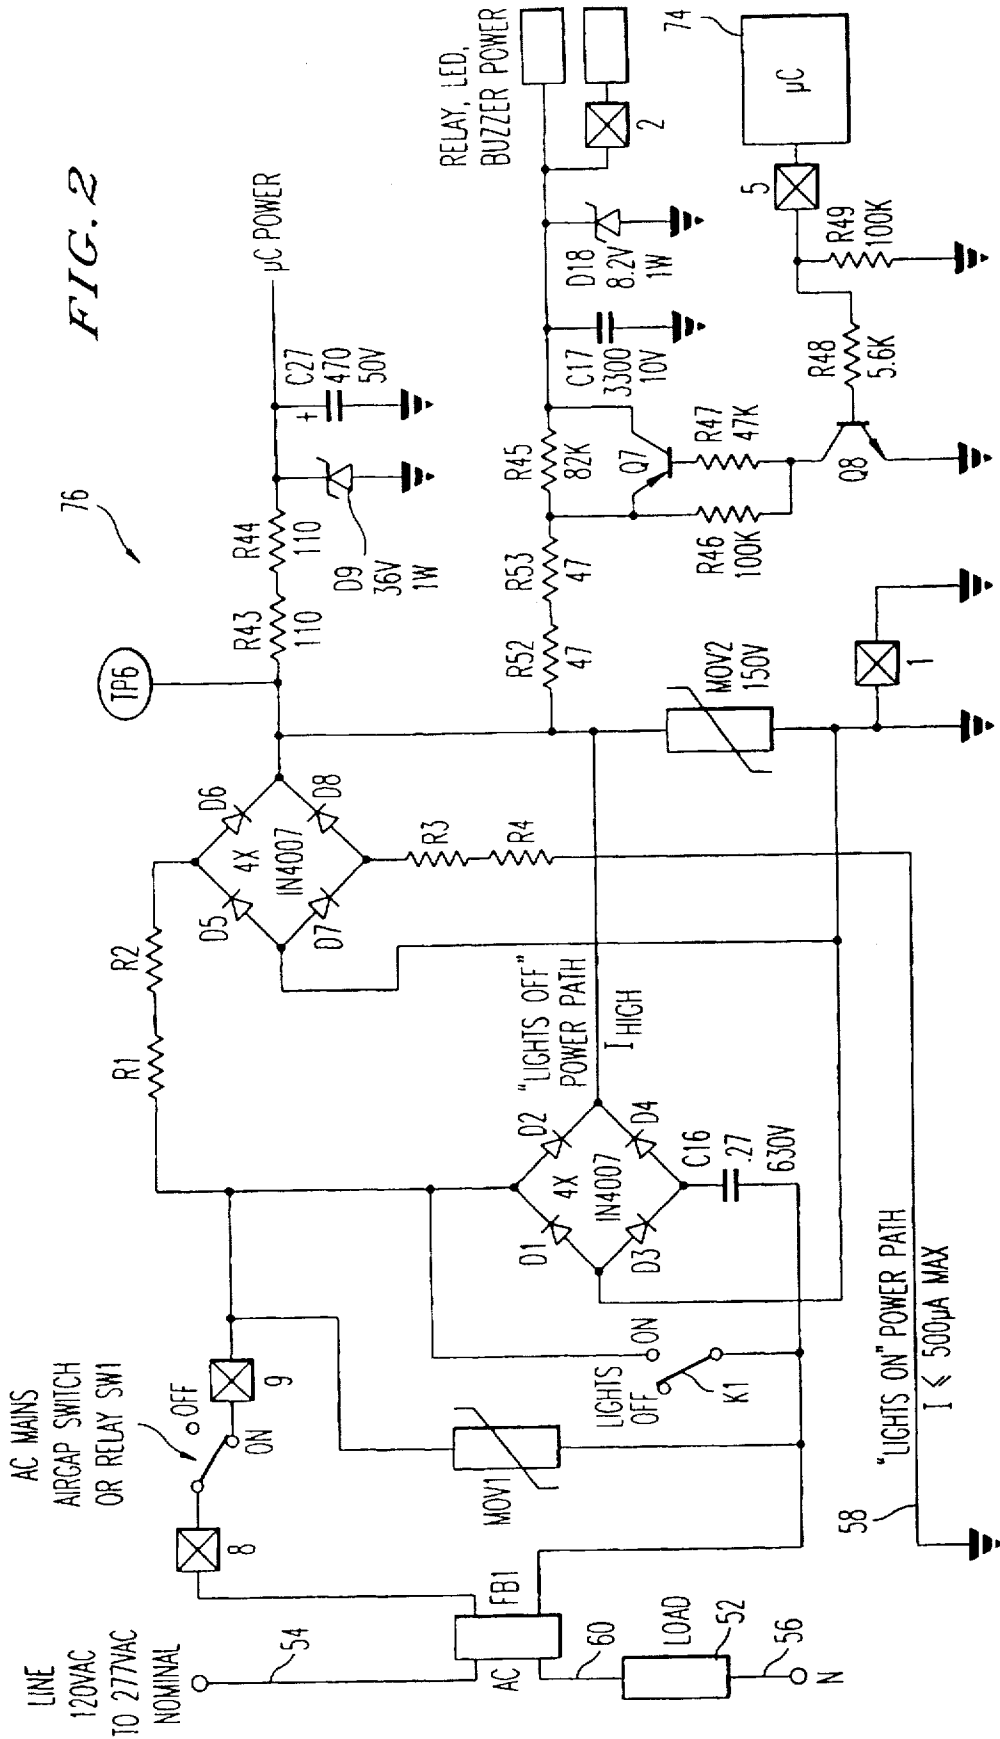 FIG. 2
76
LINE
120VAC
TO 277VAC
NOMINAL
54
AC MAINS
AIRGAP SWITCH
OR RELAY SW1
OFF
ON
8
9
FB1
AC
60
LOAD
52
56
N
MOV1
LIGHTS
OFF
ON
K1
R1
R2
D5
D6
4X
IN4007
D7
D8
R3
R4
D1
D2
4X
IN4007
D3
D4
C16
.27
630V
"LIGHTS OFF"
POWER PATH
I HIGH
"LIGHTS ON" POWER PATH
I ≤ 500µA MAX
58
TP6
R43
110
R44
110
D9
36V
1W
+
C27
470
50V
µC POWER
R52
47
R53
47
R45
82K
Q7
R46
100K
R47
47K
C17
3300
10V
D18
8.2V
1W
RELAY, LED,
BUZZER POWER
2
MOV2
150V
1
Q8
R48
5.6K
R49
100K
5
µC
74